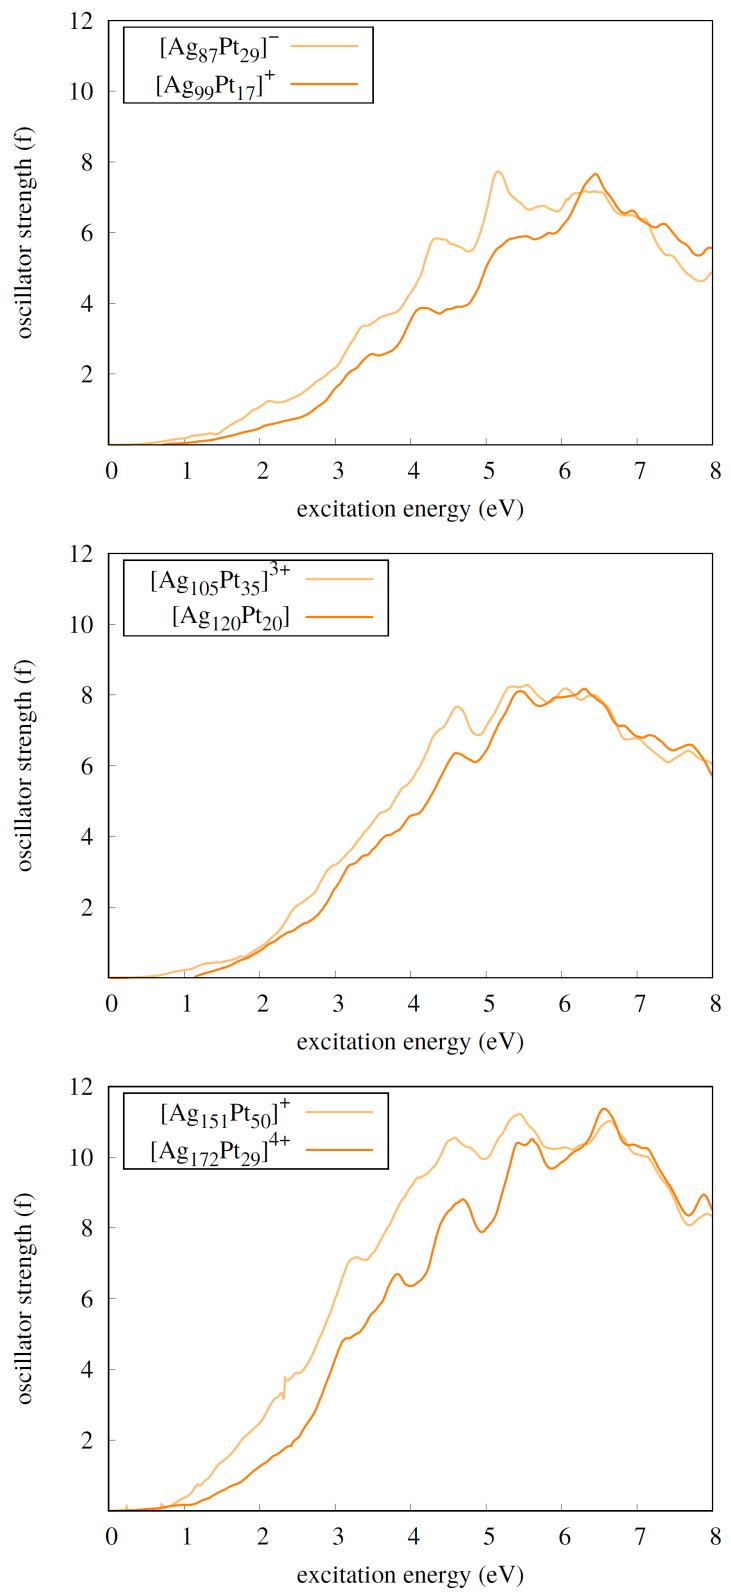 12
10
8
6
4
2
oscillator strength (f)
[Ag87Pt29]−
[Ag99Pt17]+
0 1 2 3 4 5 6 7 8
excitation energy (eV)
12
10
8
6
4
2
oscillator strength (f)
[Ag105Pt35]3+
[Ag120Pt20]
0 1 2 3 4 5 6 7 8
excitation energy (eV)
12
10
8
6
4
2
oscillator strength (f)
[Ag151Pt50]+
[Ag172Pt29]4+
0 1 2 3 4 5 6 7 8
excitation energy (eV)